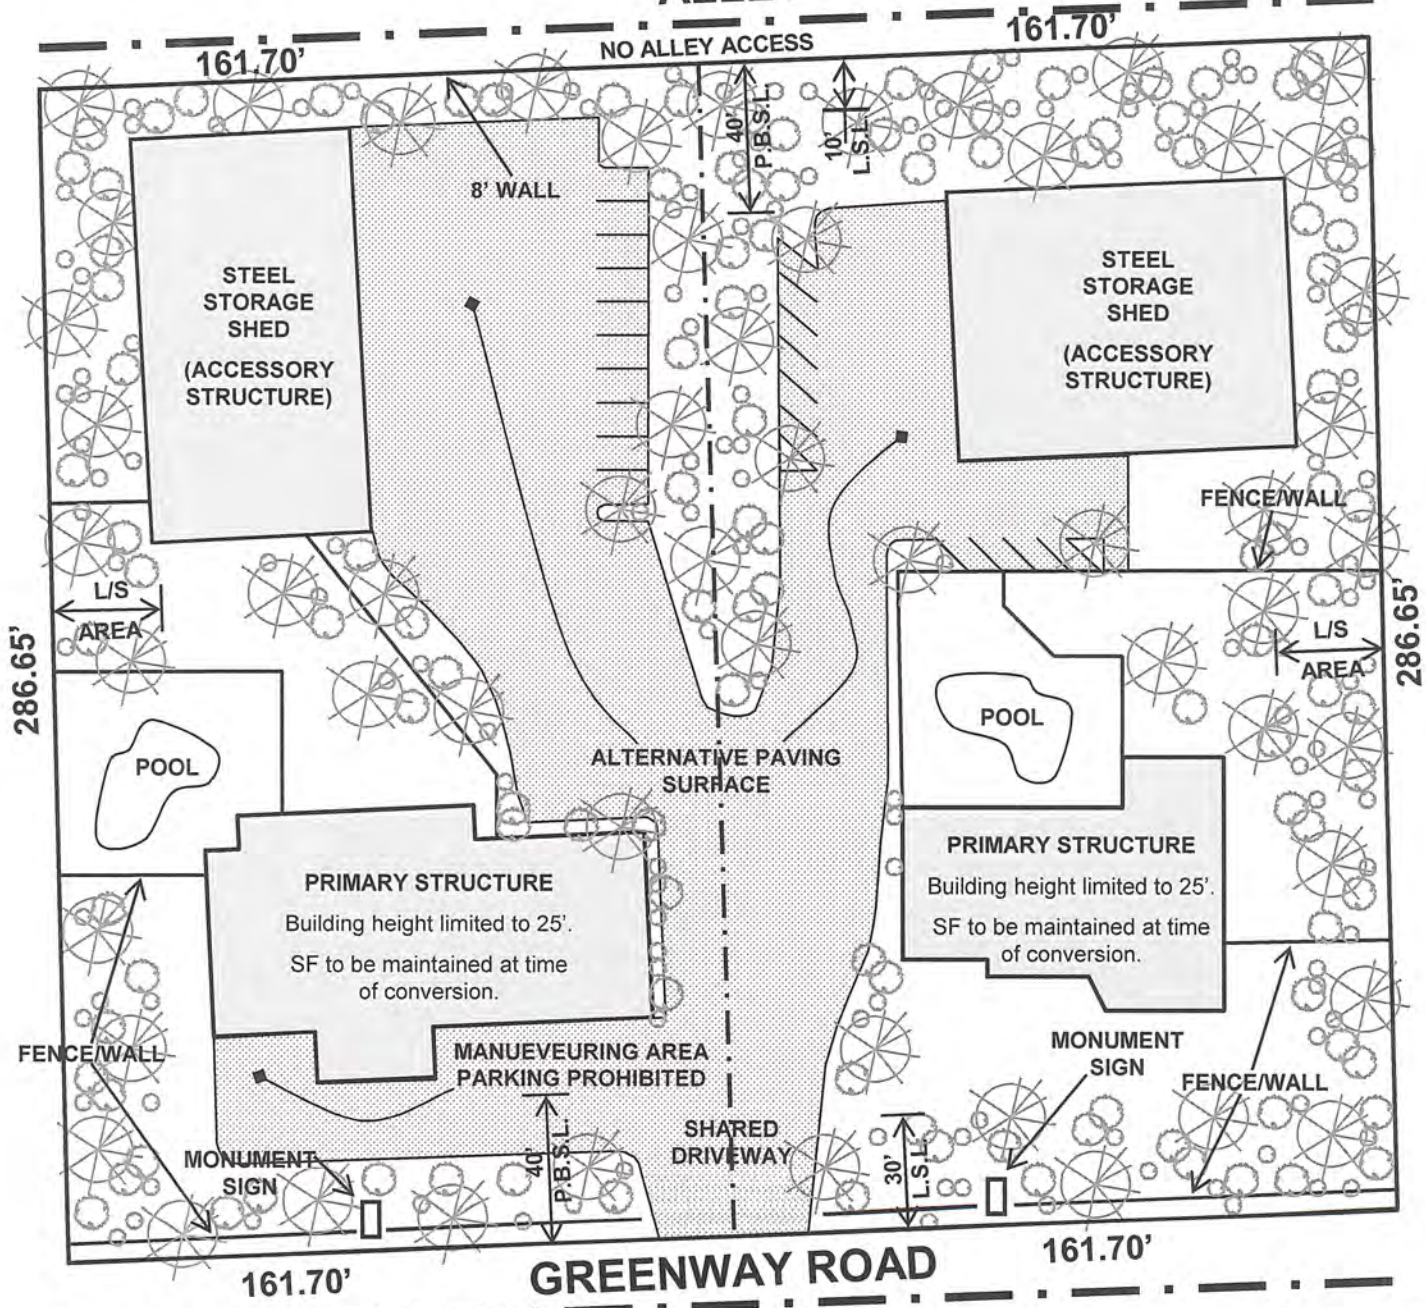 161.70'
NO ALLEY ACCESS
161.70'
40'
P.B.S.L.
10'
L.S.L.
8' WALL
STEEL
STORAGE
SHED
(ACCESSORY
STRUCTURE)
STEEL
STORAGE
SHED
(ACCESSORY
STRUCTURE)
FENCE/WALL
L/S
AREA
L/S
AREA
286.65'
286.65'
POOL
POOL
ALTERNATIVE PAVING
SURFACE
PRIMARY STRUCTURE
Building height limited to 25'.
SF to be maintained at time
of conversion.
PRIMARY STRUCTURE
Building height limited to 25'.
SF to be maintained at time
of conversion.
FENCE/WALL
MANUEVEURING AREA
PARKING PROHIBITED
MONUMENT
SIGN
FENCE/WALL
SHARED
DRIVEWAY
MONUMENT
SIGN
40'
P.B.S.L.
30'
L.S.L.
161.70'
GREENWAY ROAD
161.70'